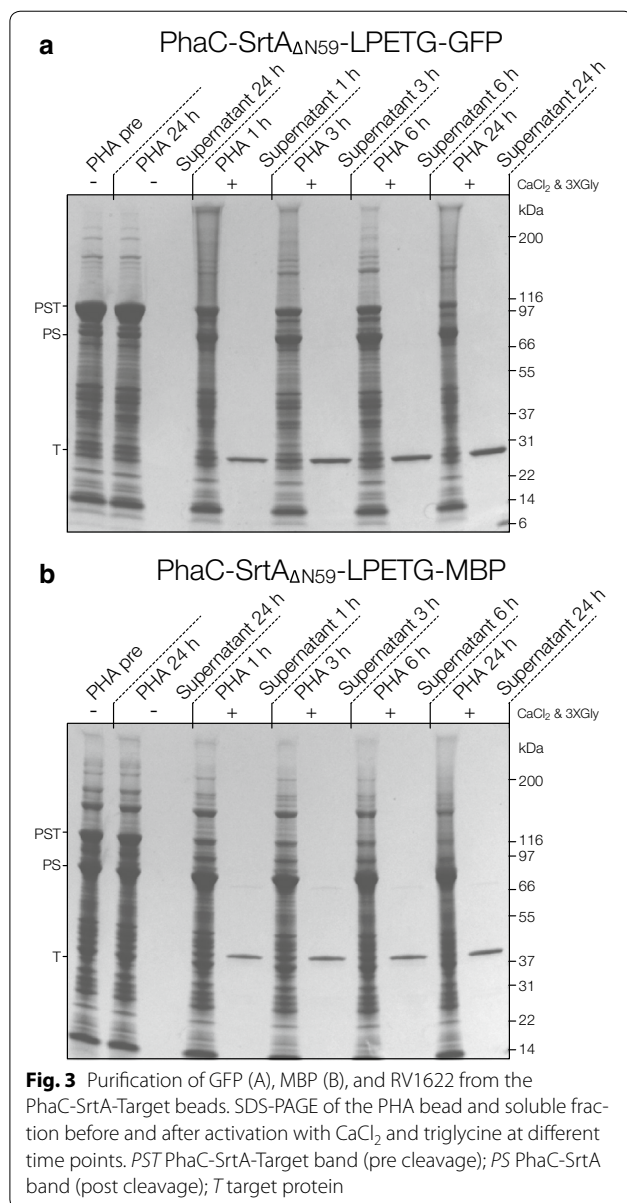 a PhaC-SrtAΔN59-LPETG-GFP
PHA pre
PHA 24 h
Supernatant 24 h
PHA 1 h
Supernatant 1 h
PHA 3 h
Supernatant 3 h
PHA 6 h
Supernatant 6 h
PHA 24 h
Supernatant 24 h
- - + + + + CaCl2 & 3XGly
kDa
200
PST
116
97
PS
66
55
37
T
31
22
14
6
b PhaC-SrtAΔN59-LPETG-MBP
PHA pre
PHA 24 h
Supernatant 24 h
PHA 1 h
Supernatant 1 h
PHA 3 h
Supernatant 3 h
PHA 6 h
Supernatant 6 h
PHA 24 h
Supernatant 24 h
- - + + + + CaCl2 & 3XGly
kDa
200
PST
116
97
PS
66
55
T
37
31
22
14
Fig. 3 Purification of GFP (A), MBP (B), and RV1622 from the
PhaC-SrtA-Target beads. SDS-PAGE of the PHA bead and soluble frac-
tion before and after activation with CaCl2 and triglycine at different
time points. PST PhaC-SrtA-Target band (pre cleavage); PS PhaC-SrtA
band (post cleavage); T target protein